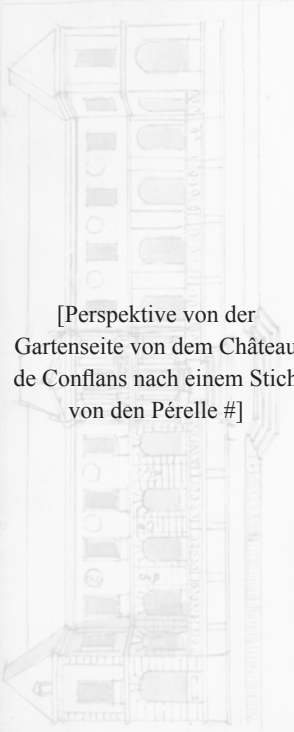 [Perspektive von der
Gartenseite von dem Château
de Conflans nach einem Stich
von den Pérelle #]